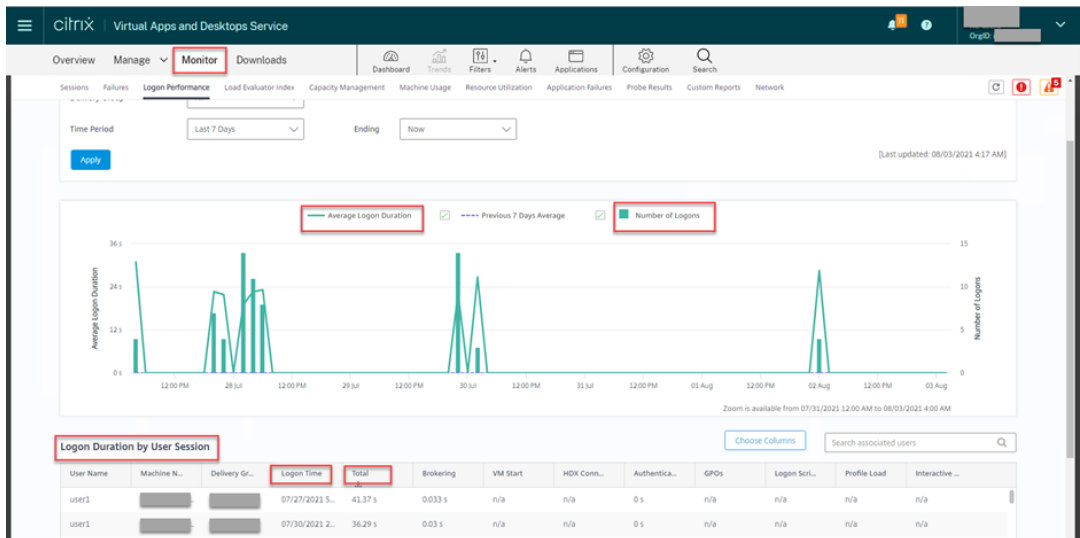 citrix Virtual Apps and Desktops Service 11
OrgID:
Overview Manage Monitor Downloads Dashboard Trends Filters Alerts Applications Configuration Search
Sessions Failures Logon Performance Load Evaluator Index Capacity Management Machine Usage Resource Utilization Application Failures Probe Results Custom Reports Network 5
Time Period Last 7 Days Ending Now
Apply [Last updated: 08/03/2021 4:17 AM]
Average Logon Duration Previous 7 Days Average Number of Logons
36 s 15
24 s 10
12 s 5
0 s 0
Average Logon Duration
Number of Logons
12:00 PM 28 Jul 12:00 PM 29 Jul 12:00 PM 30 Jul 12:00 PM 31 Jul 12:00 PM 01 Aug 12:00 PM 02 Aug 12:00 PM 03 Aug
Zoom is available from 07/31/2021 12:00 AM to 08/03/2021 4:00 AM
Logon Duration by User Session Choose Columns Search associated users
User Name Machine N... Delivery Gr... Logon Time Total Brokering VM Start HDX Conn... Authentica... GPOs Logon Scri... Profile Load Interactive ...
user1 07/27/2021 5... 41.37 s 0.033 s n/a n/a 0 s n/a n/a n/a n/a
user1 07/30/2021 2... 36.29 s 0.03 s n/a n/a 0 s n/a n/a n/a n/a